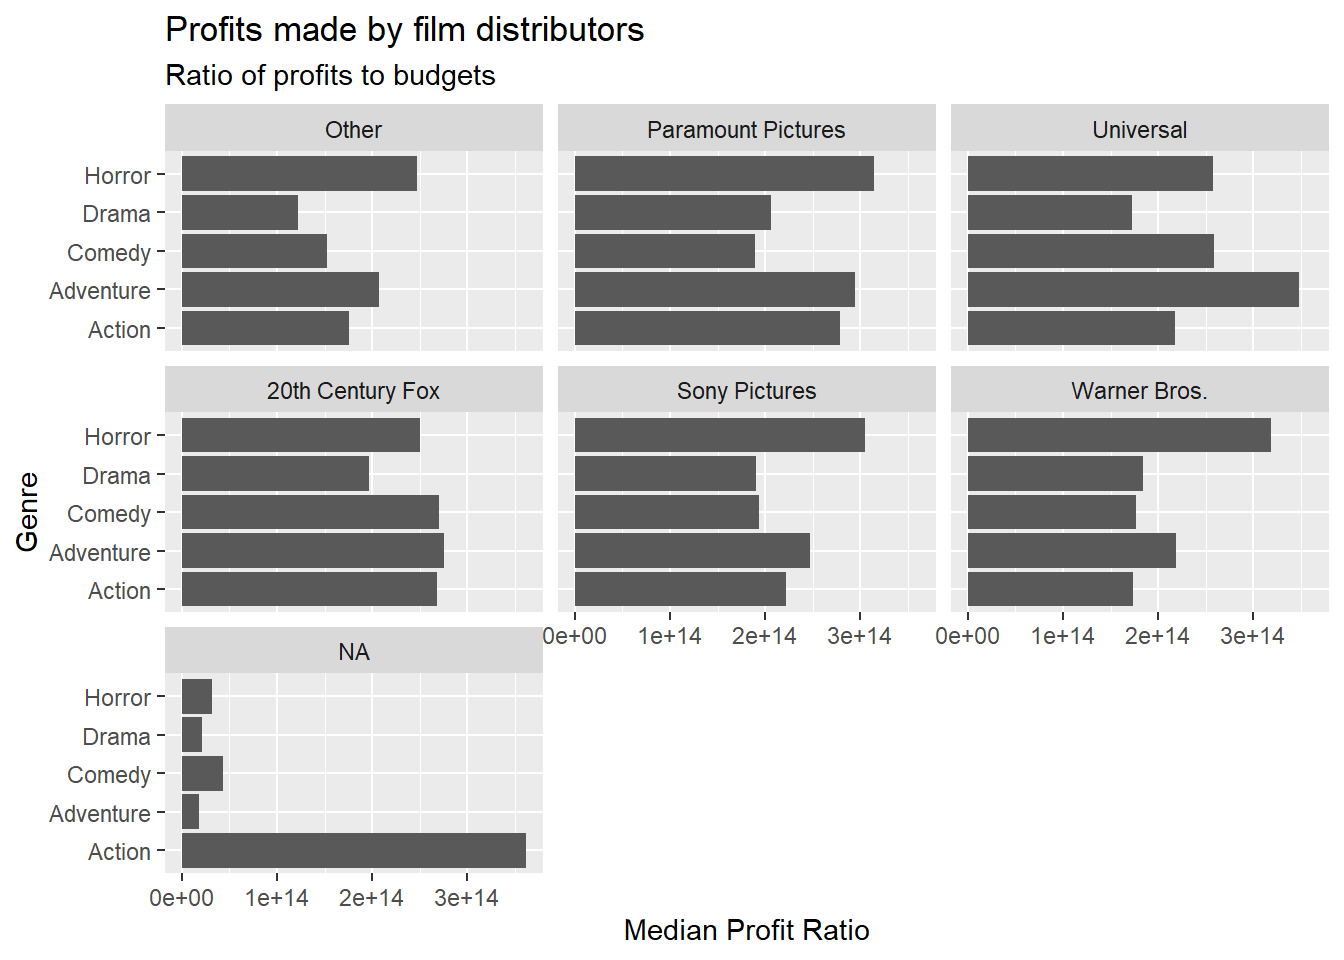 Profits made by film distributors
Ratio of profits to budgets
Other
Paramount Pictures
Universal
Horror
Drama
Comedy
Adventure
Action
20th Century Fox
Sony Pictures
Warner Bros.
Horror
Drama
Comedy
Adventure
Action
0e+00 1e+14 2e+14 3e+14
0e+00 1e+14 2e+14 3e+14
NA
Horror
Drama
Comedy
Adventure
Action
0e+00 1e+14 2e+14 3e+14
Genre
Median Profit Ratio